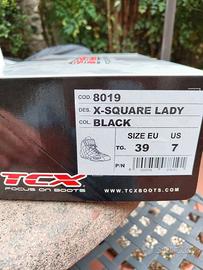 COD. 8019
DES. X-SQUARE LADY
COL. BLACK
SIZE EU US
TG. 39 7
P/N
TCX
FOCUS ON BOOTS
WWW.TCXBOOTS.COM